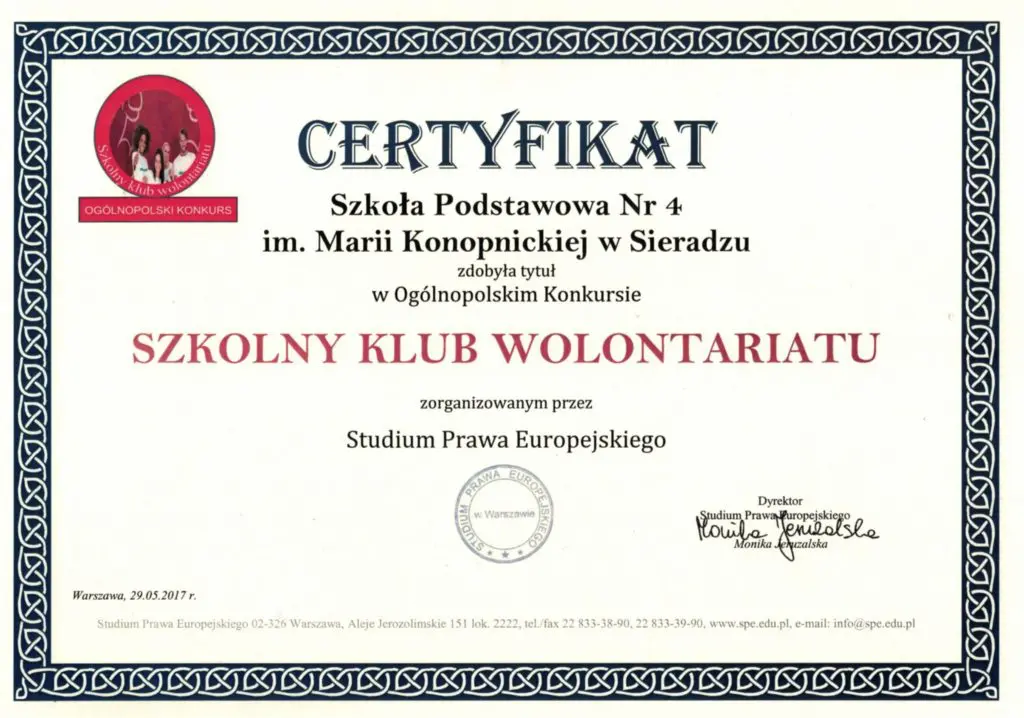 Szkolny klub wolontariatu
OGÓLNOPOLSKI KONKURS
CERTYFIKAT
Szkoła Podstawowa Nr 4
im. Marii Konopnickiej w Sieradzu
zdobyła tytuł
w Ogólnopolskim Konkursie
SZKOLNY KLUB WOLONTARIATU
zorganizowanym przez
Studium Prawa Europejskiego
STUDIUM PRAWA EUROPEJSKIEGO
w Warszawie
Dyrektor
Studium Prawa Europejskiego
Monika Jeruzalska
Monika Jeruzalska
Warszawa, 29.05.2017 r.
Studium Prawa Europejskiego 02-326 Warszawa, Aleje Jerozolimskie 151 lok. 2222, tel./fax 22 833-38-90, 22 833-39-90, www.spe.edu.pl, e-mail: info@spe.edu.pl